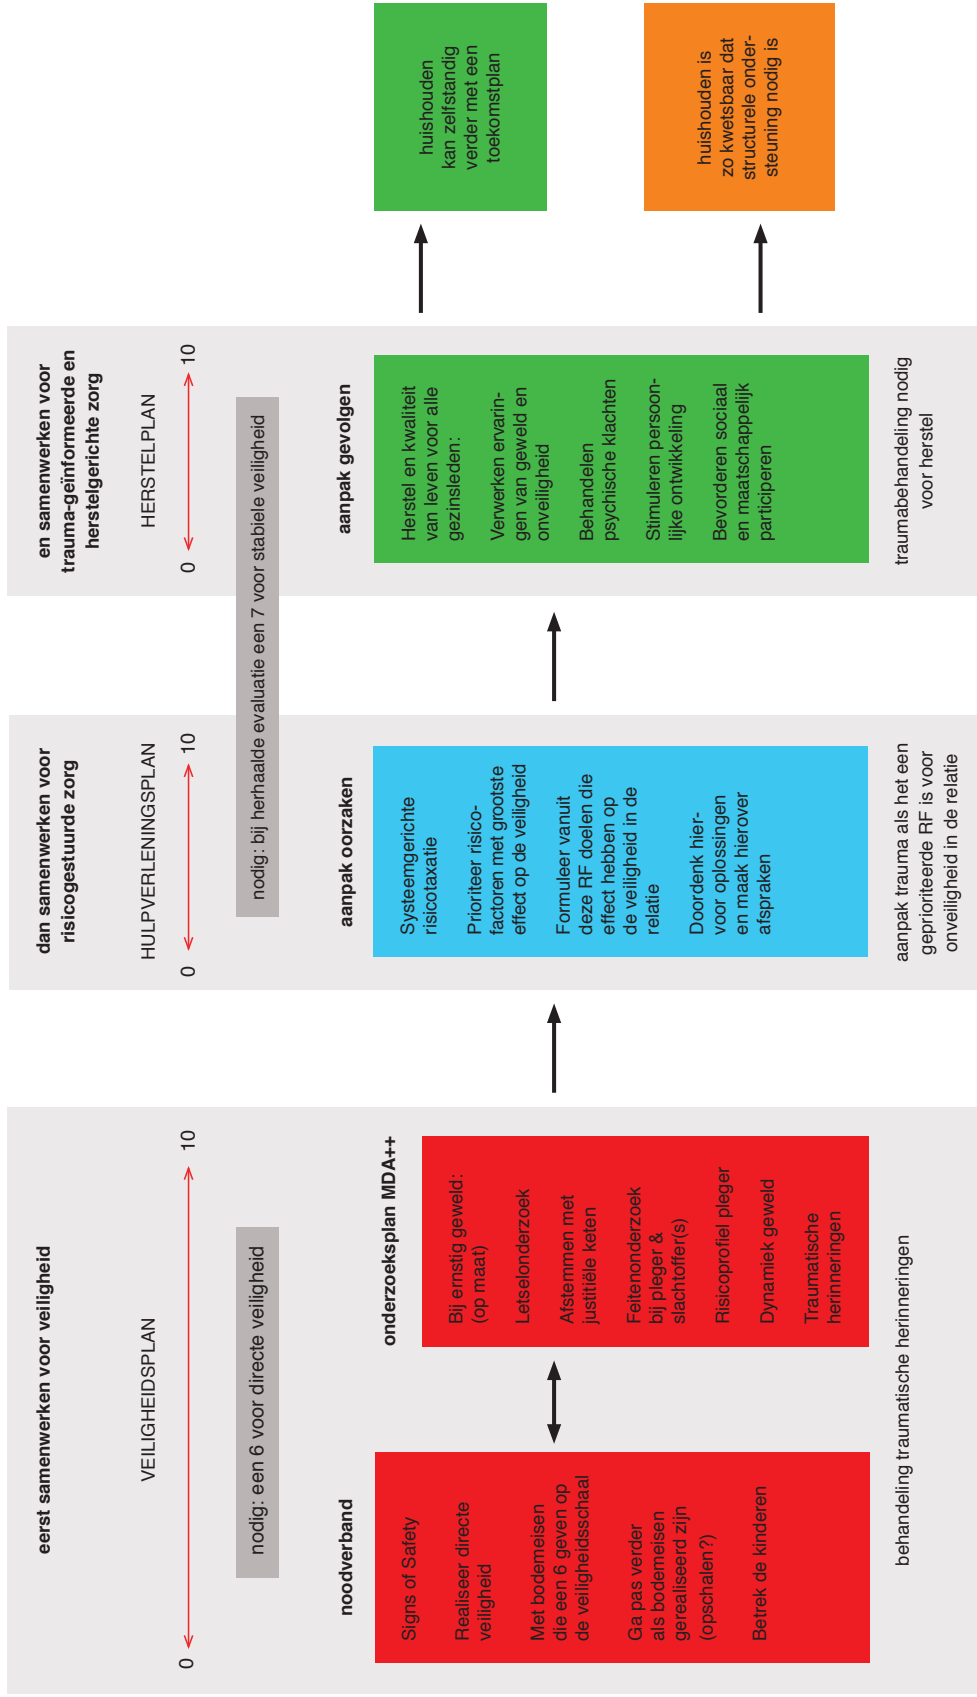 eerst samenwerken voor veiligheid
VEILIGHEIDSPLAN
0
10
nodig: een 6 voor directe veiligheid
noodverband
Signs of Safety
Realiseer directe
veiligheid
Met bodemeisen
die een 6 geven op
de veiligheidsschaal
Ga pas verder
als bodemeisen
gerealiseerd zijn
(opschalen?)
Betrek de kinderen
onderzoeksplan MDA++
Bij ernstig geweld:
(op maat)
Letselonderzoek
Afstemmen met
justitiële keten
Feitenonderzoek
bij pleger &
slachtoffer(s)
Risicoprofiel pleger
Dynamiek geweld
Traumatische
herinneringen
behandeling traumatische herinneringen
dan samenwerken voor
risicogestuurde zorg
HULPVERLENINGSPLAN
0
10
nodig: bij herhaalde evaluatie een 7 voor stabiele veiligheid
aanpak oorzaken
Systeemgerichte
risicotaxatie
Prioriteer risico-
factoren met grootste
effect op de veiligheid
Formuleer vanuit
deze RF doelen die
effect hebben op
de veiligheid in de
relatie
Doordenk hier-
voor oplossingen
en maak hierover
afspraken
aanpak trauma als het een
geprioriteerde RF is voor
onveiligheid in de relatie
en samenwerken voor
trauma-geïnformeerde en
herstelgerichte zorg
HERSTELPLAN
0
10
aanpak gevolgen
Herstel en kwaliteit
van leven voor alle
gezinsleden:
Verwerken ervarin-
gen van geweld en
onveiligheid
Behandelen
psychische klachten
Stimuleren persoon-
lijke ontwikkeling
Bevorderen sociaal
en maatschappelijk
participeren
traumabehandeling nodig
voor herstel
huishouden
kan zelfstandig
verder met een
toekomstplan
huishouden is
zo kwetsbaar dat
structurele onder-
steuning nodig is